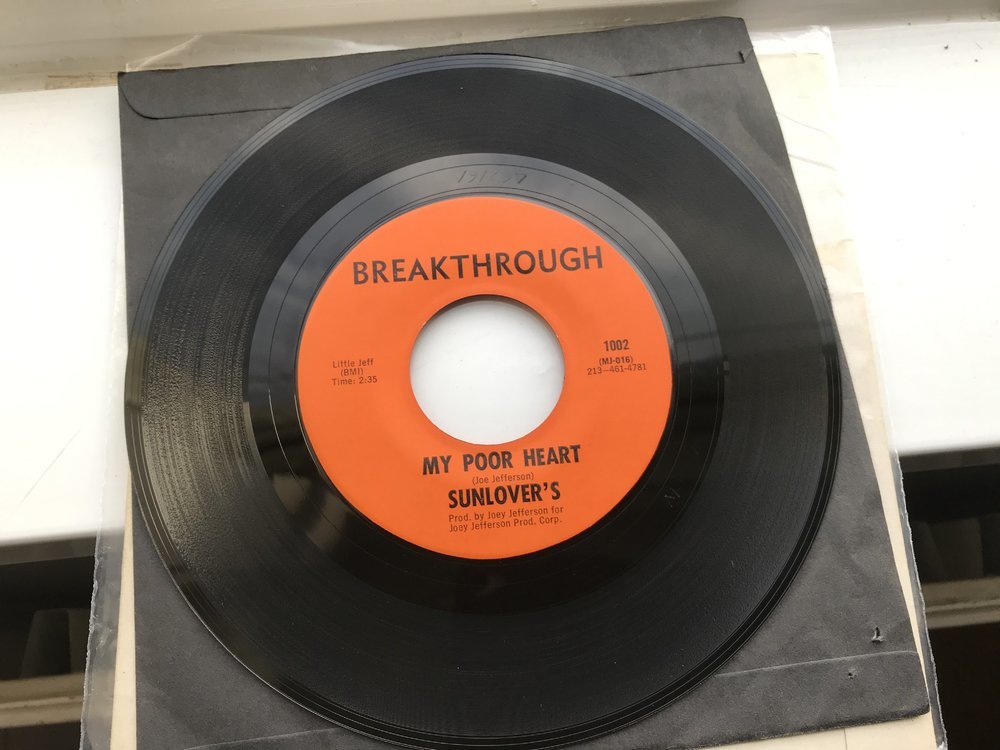 BREAKTHROUGH
Little Jeff
(BMI)
Time: 2:35
1002
(MJ-016)
213—461-4781
MY POOR HEART
(Joe Jefferson)
SUNLOVER'S
Prod. by Joey Jefferson for
Joey Jefferson Prod. Corp.